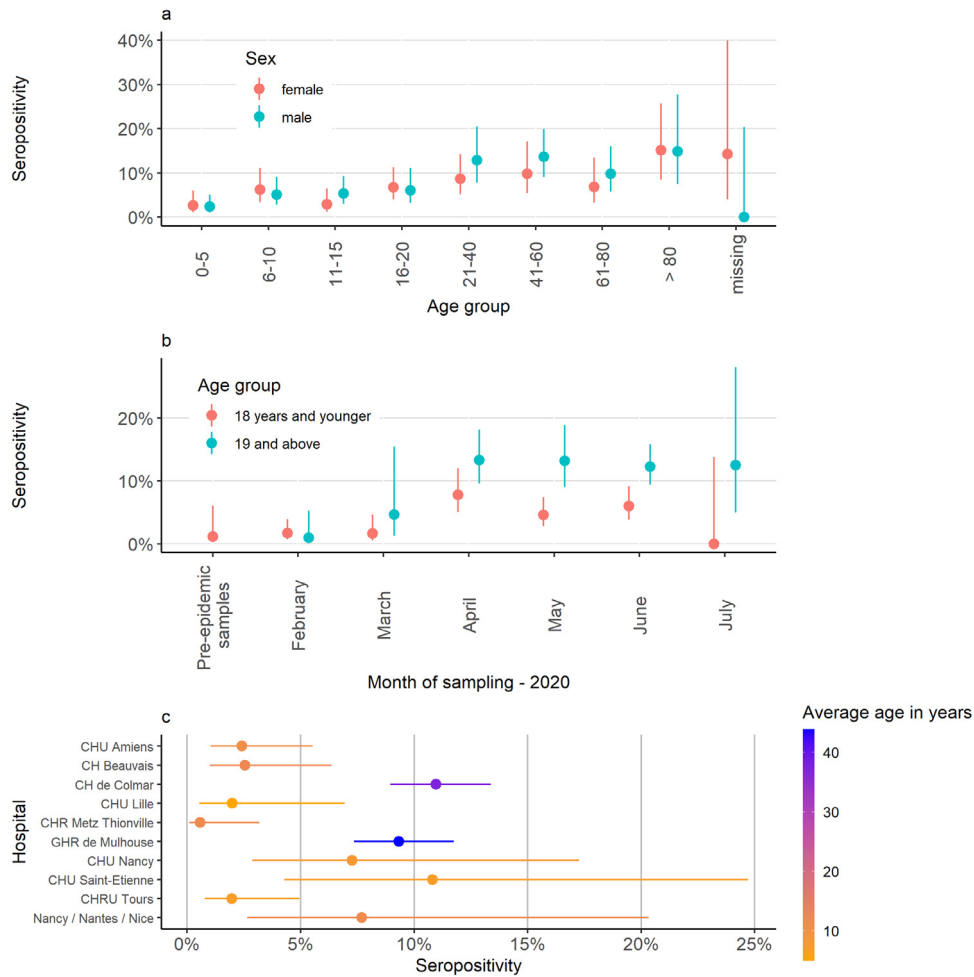 a
Seropositivity
40%
30%
20%
10%
0%
Sex
female
male
0-5
6-10
11-15
16-20
21-40
41-60
61-80
> 80
missing
Age group
b
Seropositivity
20%
10%
0%
Age group
18 years and younger
19 and above
Pre-epidemic
samples
February
March
April
May
June
July
Month of sampling - 2020
c
Hospital
CHU Amiens
CH Beauvais
CH de Colmar
CHU Lille
CHR Metz Thionville
GHR de Mulhouse
CHU Nancy
CHU Saint-Etienne
CHRU Tours
Nancy / Nantes / Nice
0%
5%
10%
15%
20%
25%
Seropositivity
Average age in years
40
30
20
10